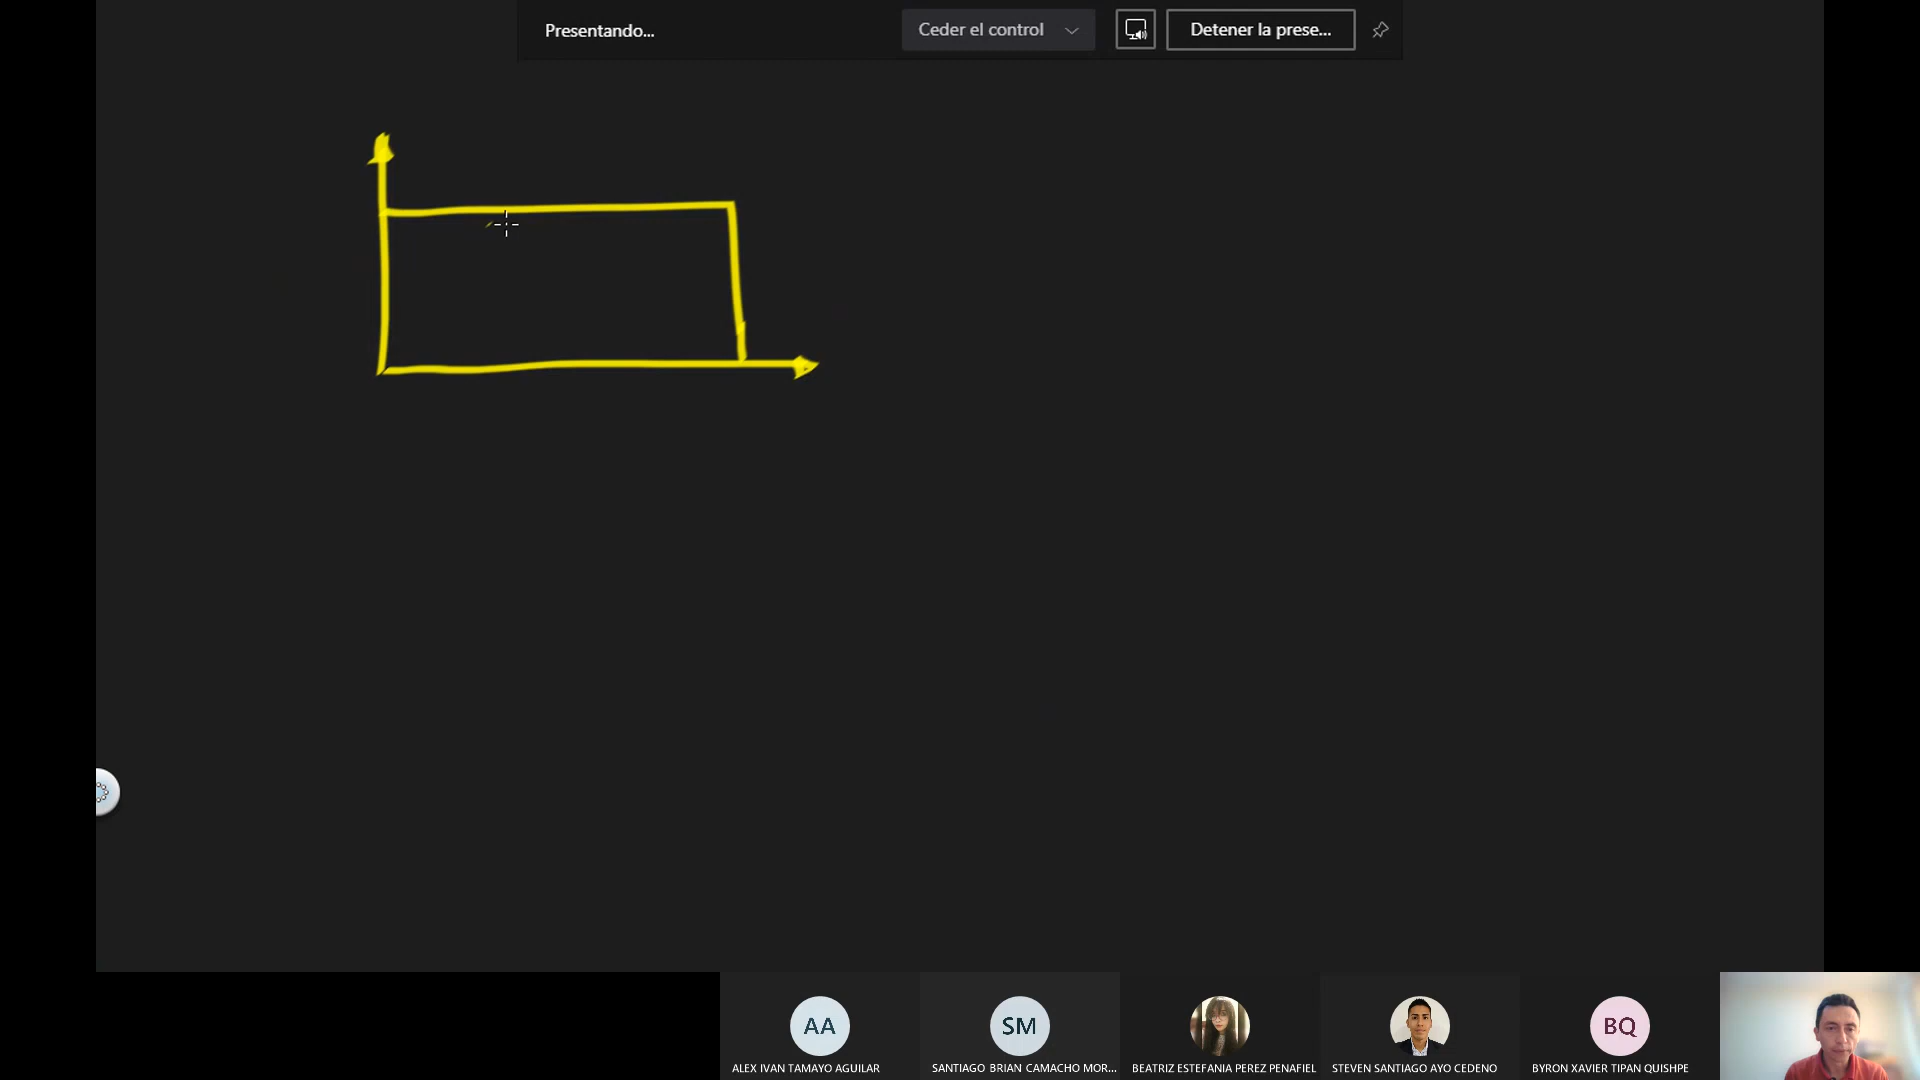 Presentando...
Ceder el control
Detener la prese...
AA
SM
BQ
ALEX IVAN TAMAYO AGUILAR
SANTIAGO BRIAN CAMACHO MOR...
BEATRIZ ESTEFANIA PEREZ PENAFIEL
STEVEN SANTIAGO AYO CEDENO
BYRON XAVIER TIPAN QUISHPE